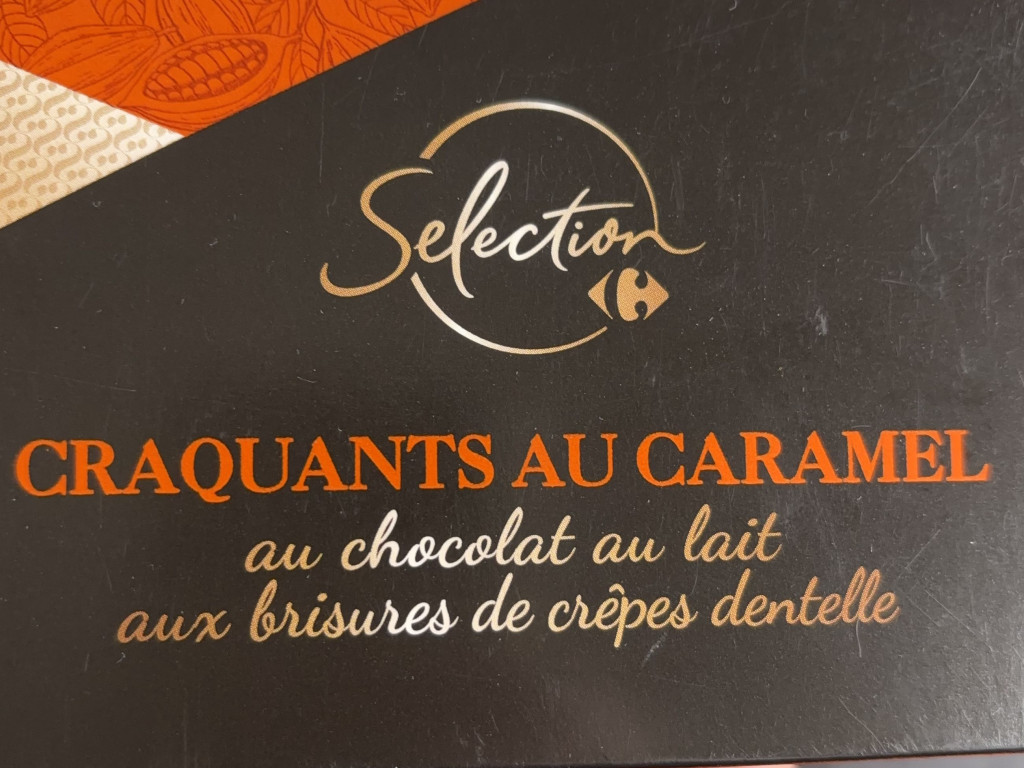 Selection
CRAQUANTS AU CARAMEL
au chocolat au lait
aux brisures de crêpes dentelle